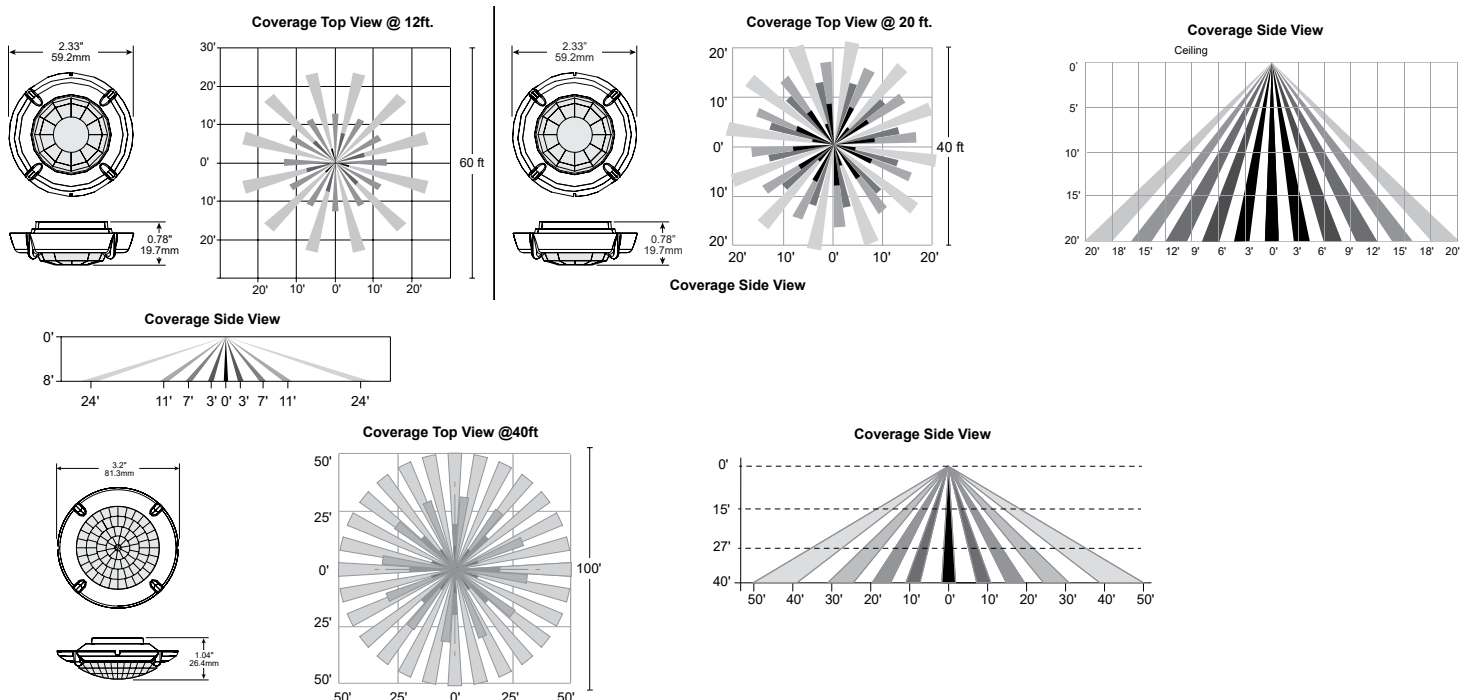 Coverage Top View @ 12ft.
2.33"
59.2mm
30'
20'
10'
0'
10'
20'
60 ft
20' 10' 0' 10' 20'
0.78"
19.7mm
Coverage Top View @ 20 ft.
2.33"
59.2mm
20'
10'
0'
10'
20'
40 ft
20' 10' 0' 10' 20'
0.78"
19.7mm
Coverage Side View
Coverage Side View
Ceiling
0'
5'
10'
15'
20'
20' 18' 15' 12' 9' 6' 3' 0' 3' 6' 9' 12' 15' 18' 20'
Coverage Side View
0'
8'
24' 11' 7' 3' 0' 3' 7' 11' 24'
3.2"
81.3mm
1.04"
26.4mm
Coverage Top View @40ft
50'
25'
0'
25'
50'
100'
50' 25' 0' 25' 50'
Coverage Side View
0'
15'
27'
40'
50' 40' 30' 20' 10' 0' 10' 20' 30' 40' 50'